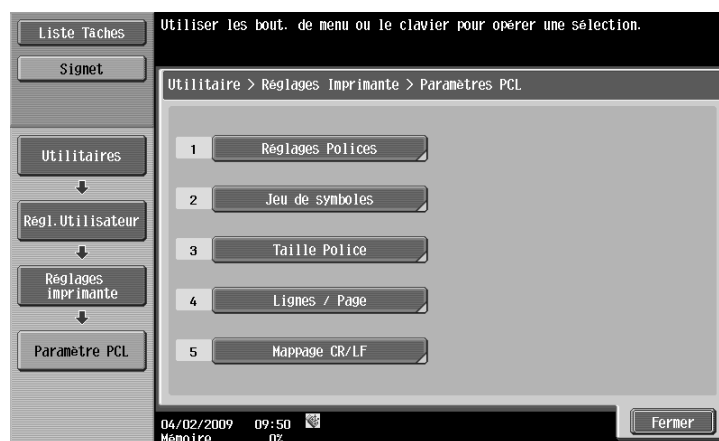 Liste Tâches
Utiliser les bout. de menu ou le clavier pour opérer une sélection.
Signet
Utilitaire > Réglages Imprimante > Paramètres PCL
1 Réglages Polices
Utilitaires
2 Jeu de symboles
Régl.Utilisateur
3 Taille Police
Réglages
imprimante
4 Lignes / Page
Paramètre PCL
5 Mappage CR/LF
04/02/2009 09:50
Mémoire 0%
Fermer